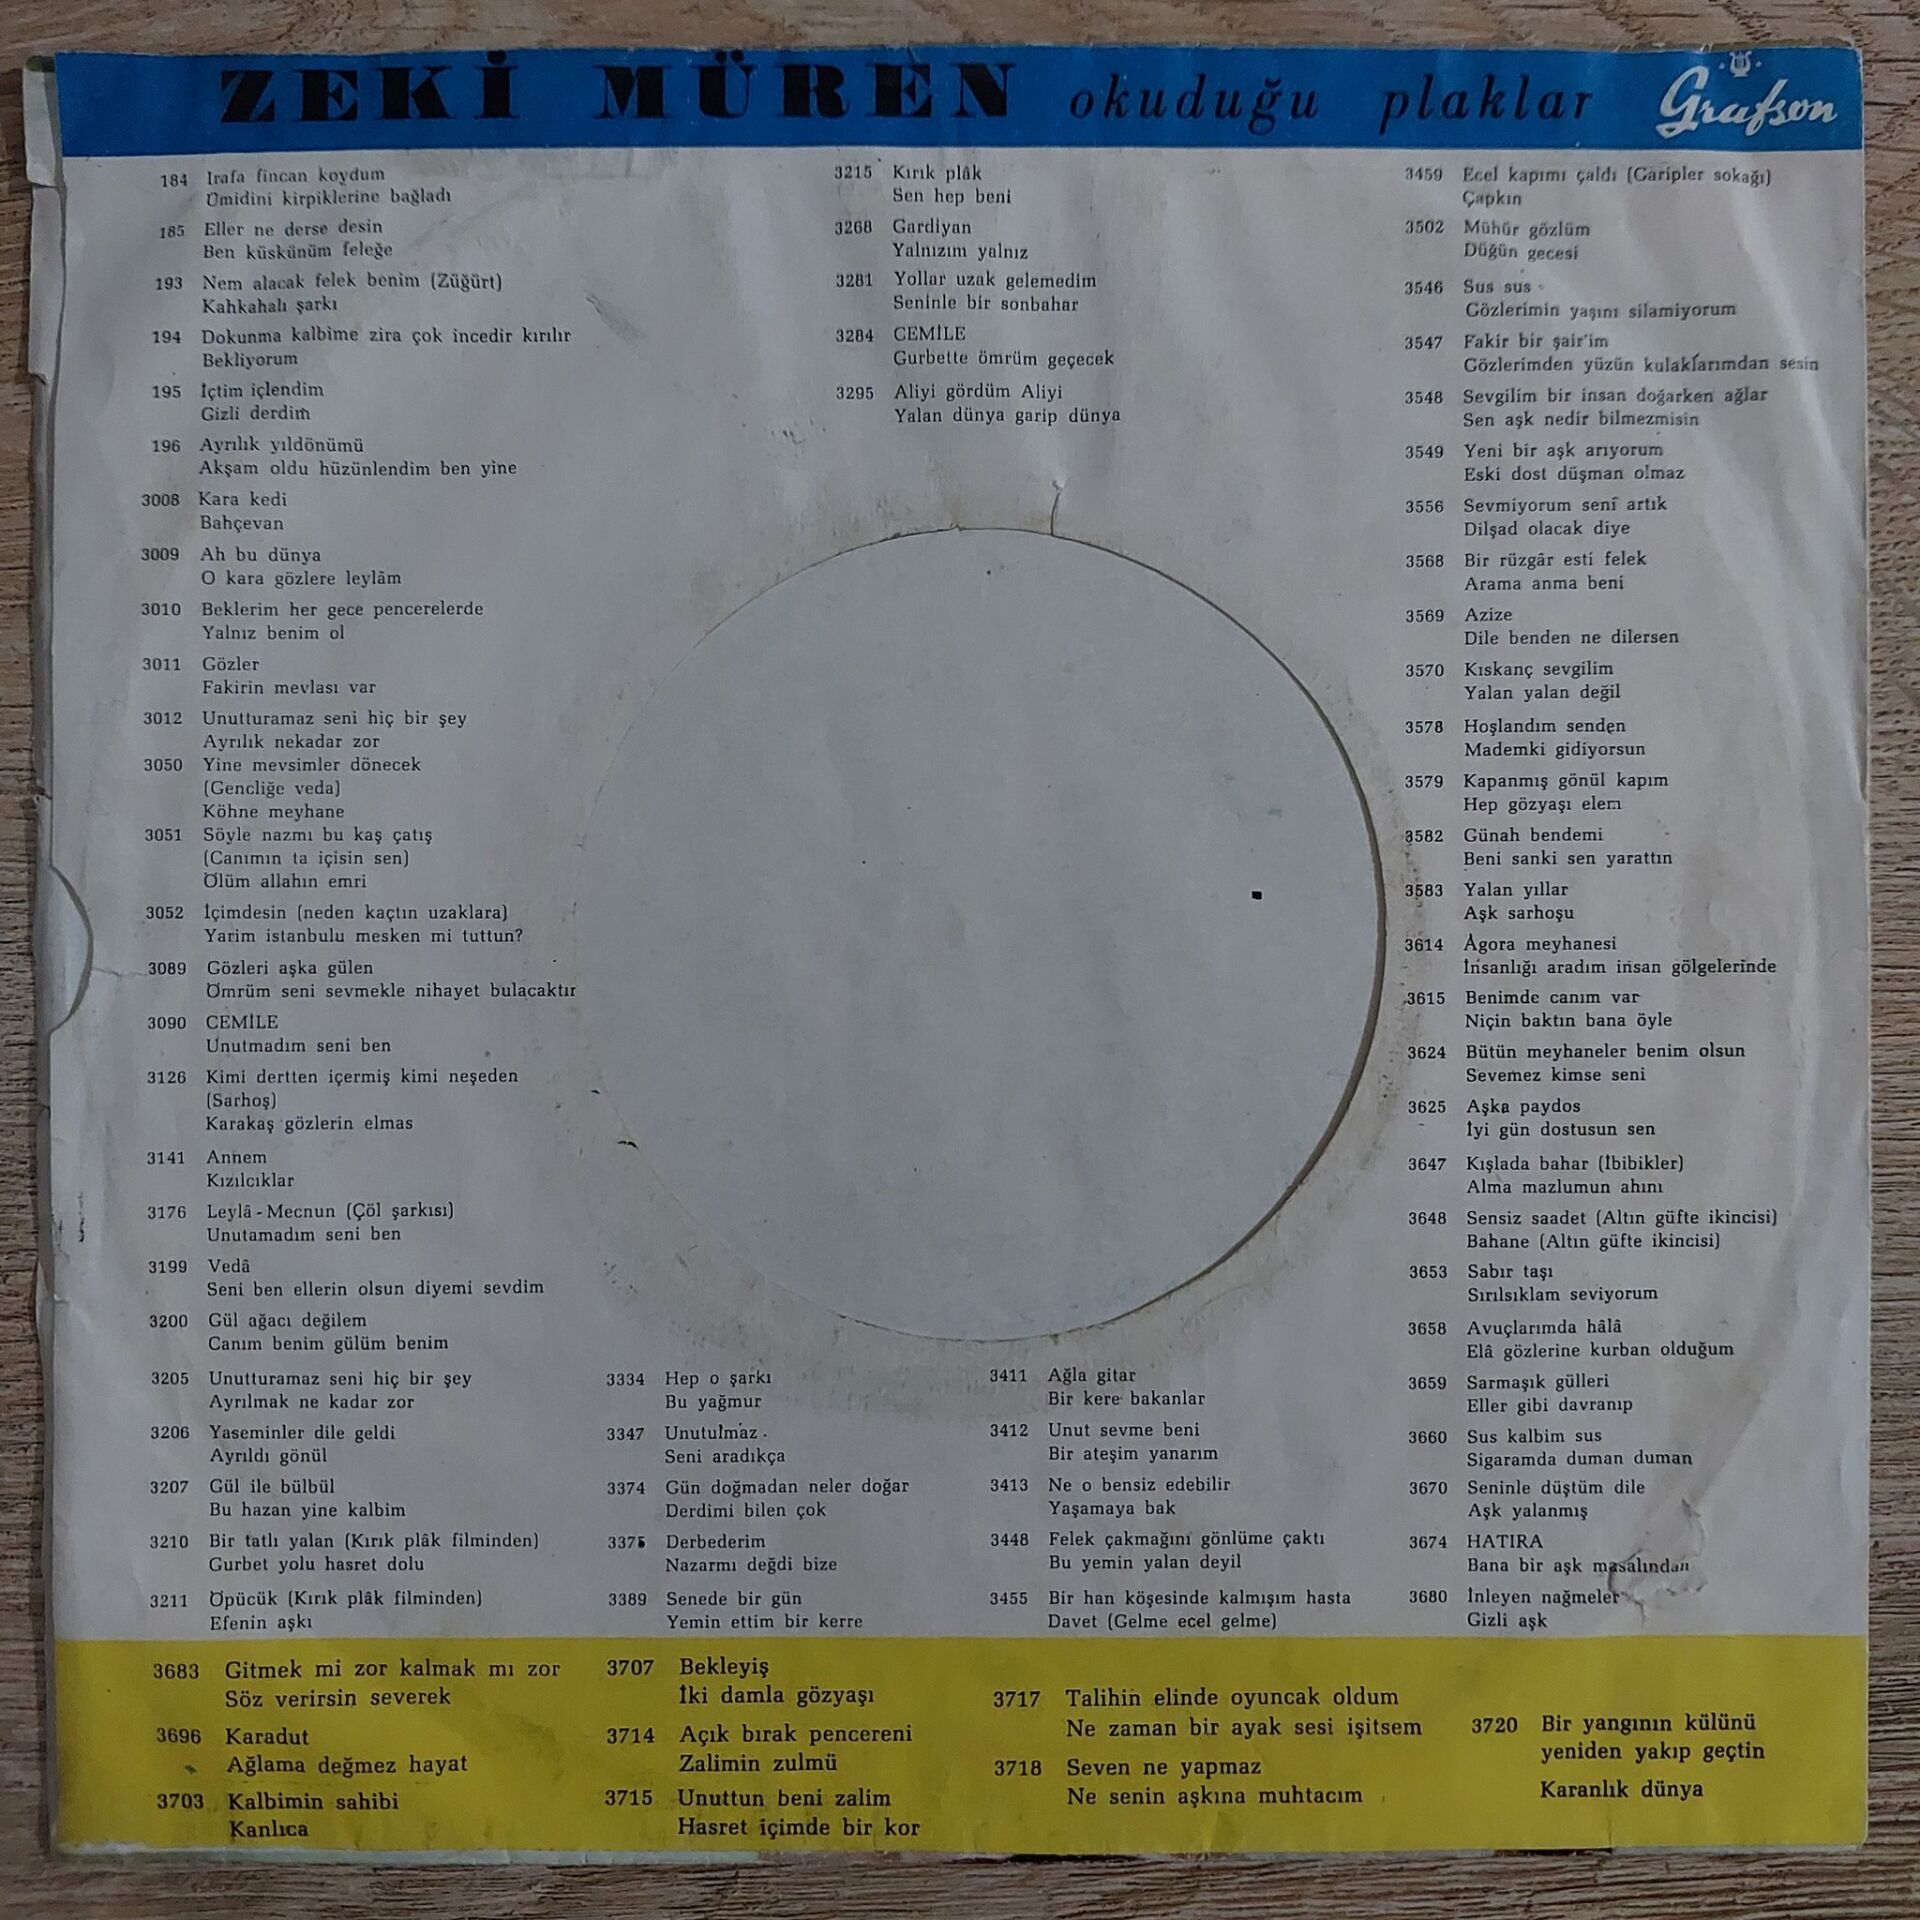 ZEKİ MÜREN okuduğu plaklar Grafson
184 Irafa fincan koydum
Ümidini kirpiklerine bağladı
185 Eller ne derse desin
Ben küskünüm feleğe
193 Nem alacak felek benim (Züğürt)
Kahkahalı şarkı
194 Dokunma kalbime zira çok incedir kırılır
Bekliyorum
195 İçtim içlendim
Gizli derdim
196 Ayrılık yıldönümü
Akşam oldu hüzünlendim ben yine
3008 Kara kedi
Bahçevan
3009 Ah bu dünya
O kara gözlere leylâm
3010 Beklerim her gece pencerelerde
Yalnız benim ol
3011 Gözler
Fakirin mevlası var
3012 Unutturamaz seni hiç bir şey
Ayrılık nekadar zor
3050 Yine mevsimler dönecek
(Gencliğe veda)
Köhne meyhane
3051 Söyle nazmı bu kaş çatış
(Canımın ta içisin sen)
Ölüm allahın emri
3052 İçimdesin (neden kaçtın uzaklara)
Yarim istanbulu mesken mi tuttun?
3089 Gözleri aşka gülen
Ömrüm seni sevmekle nihayet bulacaktır
3090 CEMİLE
Unutmadım seni ben
3126 Kimi dertten içermiş kimi neşeden
(Sarhoş)
Karakaş gözlerin elmas
3141 Annem
Kızılcıklar
3176 Leylâ - Mecnun (Çöl şarkısı)
Unutamadım seni ben
3199 Vedâ
Seni ben ellerin olsun diyemi sevdim
3200 Gül ağacı değilem
Canım benim gülüm benim
3205 Unutturamaz seni hiç bir şey
Ayrılmak ne kadar zor
3206 Yaseminler dile geldi
Ayrıldı gönül
3207 Gül ile bülbül
Bu hazan yine kalbim
3210 Bir tatlı yalan (Kırık plâk filminden)
Gurbet yolu hasret dolu
3211 Öpücük (Kırık plâk filminden)
Efenin aşkı
3215 Kırık plâk
Sen hep beni
3268 Gardiyan
Yalnızım yalnız
3281 Yollar uzak gelemedim
Seninle bir sonbahar
3284 CEMİLE
Gurbette ömrüm geçecek
3295 Aliyi gördüm Aliyi
Yalan dünya garip dünya
3334 Hep o şarkı
Bu yağmur
3347 Unutulmaz
Seni aradıkça
3374 Gün doğmadan neler doğar
Derdimi bilen çok
3375 Derbederim
Nazarmı değdi bize
3389 Senede bir gün
Yemin ettim bir kerre
3411 Ağla gitar
Bir kere bakanlar
3412 Unut sevme beni
Bir ateşim yanarım
3413 Ne o bensiz edebilir
Yaşamaya bak
3448 Felek çakmağını gönlüme çaktı
Bu yemin yalan deyil
3455 Bir han köşesinde kalmışım hasta
Davet (Gelme ecel gelme)
3459 Ecel kapımı çaldı (Garipler sokağı)
Çapkın
3502 Mühür gözlüm
Düğün gecesi
3546 Sus sus
Gözlerimin yaşını silamiyorum
3547 Fakir bir şair'im
Gözlerimden yüzün kulaklarımdan sesin
3548 Sevgilim bir insan doğarken ağlar
Sen aşk nedir bilmezmisin
3549 Yeni bir aşk arıyorum
Eski dost düşman olmaz
3556 Sevmiyorum seni artık
Dilşad olacak diye
3568 Bir rüzgâr esti felek
Arama anma beni
3569 Azize
Dile benden ne dilersen
3570 Kıskanç sevgilim
Yalan yalan değil
3578 Hoşlandım senden
Mademki gidiyorsun
3579 Kapanmış gönül kapım
Hep gözyaşı elem
3582 Günah bendemi
Beni sanki sen yarattın
3583 Yalan yıllar
Aşk sarhoşu
3614 Agora meyhanesi
İnsanlığı aradım insan gölgelerinde
3615 Benimde canım var
Niçin baktın bana öyle
3624 Bütün meyhaneler benim olsun
Sevemez kimse seni
3625 Aşka paydos
İyi gün dostusun sen
3647 Kışlada bahar (İbibikler)
Alma mazlumun ahını
3648 Sensiz saadet (Altın güfte ikincisi)
Bahane (Altın güfte ikincisi)
3653 Sabır taşı
Sırılsıklam seviyorum
3658 Avuçlarımda hâlâ
Elâ gözlerine kurban olduğum
3659 Sarmaşık gülleri
Eller gibi davranıp
3660 Sus kalbim sus
Sigaramda duman duman
3670 Seninle düştüm dile
Aşk yalanmış
3674 HATIRA
Bana bir aşk masalından
3680 İnleyen nağmeler
Gizli aşk
3683 Gitmek mi zor kalmak mı zor
Söz verirsin severek
3696 Karadut
Ağlama değmez hayat
3703 Kalbimin sahibi
Kanlıca
3707 Bekleyiş
İki damla gözyaşı
3714 Açık bırak pencereni
Zalimin zulmü
3715 Unuttun beni zalim
Hasret içimde bir kor
3717 Talihin elinde oyuncak oldum
Ne zaman bir ayak sesi işitsem
3718 Seven ne yapmaz
Ne senin aşkına muhtacım
3720 Bir yangının külünü
yeniden yakıp geçtin
Karanlık dünya